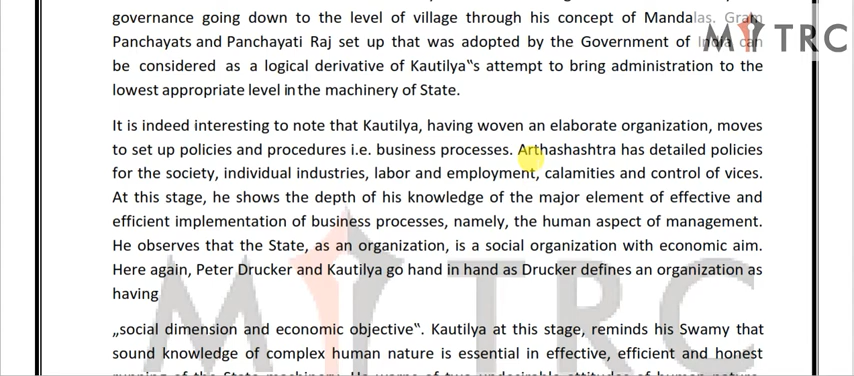 governance going down to the level of village through his concept of Mandalas. Gram
Panchayats and Panchayati Raj set up that was adopted by the Government of India can
be considered as a logical derivative of Kautilya‟s attempt to bring administration to the
lowest appropriate level in the machinery of State.
It is indeed interesting to note that Kautilya, having woven an elaborate organization, moves
to set up policies and procedures i.e. business processes. Arthashashtra has detailed policies
for the society, individual industries, labor and employment, calamities and control of vices.
At this stage, he shows the depth of his knowledge of the major element of effective and
efficient implementation of business processes, namely, the human aspect of management.
He observes that the State, as an organization, is a social organization with economic aim.
Here again, Peter Drucker and Kautilya go hand in hand as Drucker defines an organization as
having
„social dimension and economic objective‟. Kautilya at this stage, reminds his Swamy that
sound knowledge of complex human nature is essential in effective, efficient and honest
MTRC
MTRC